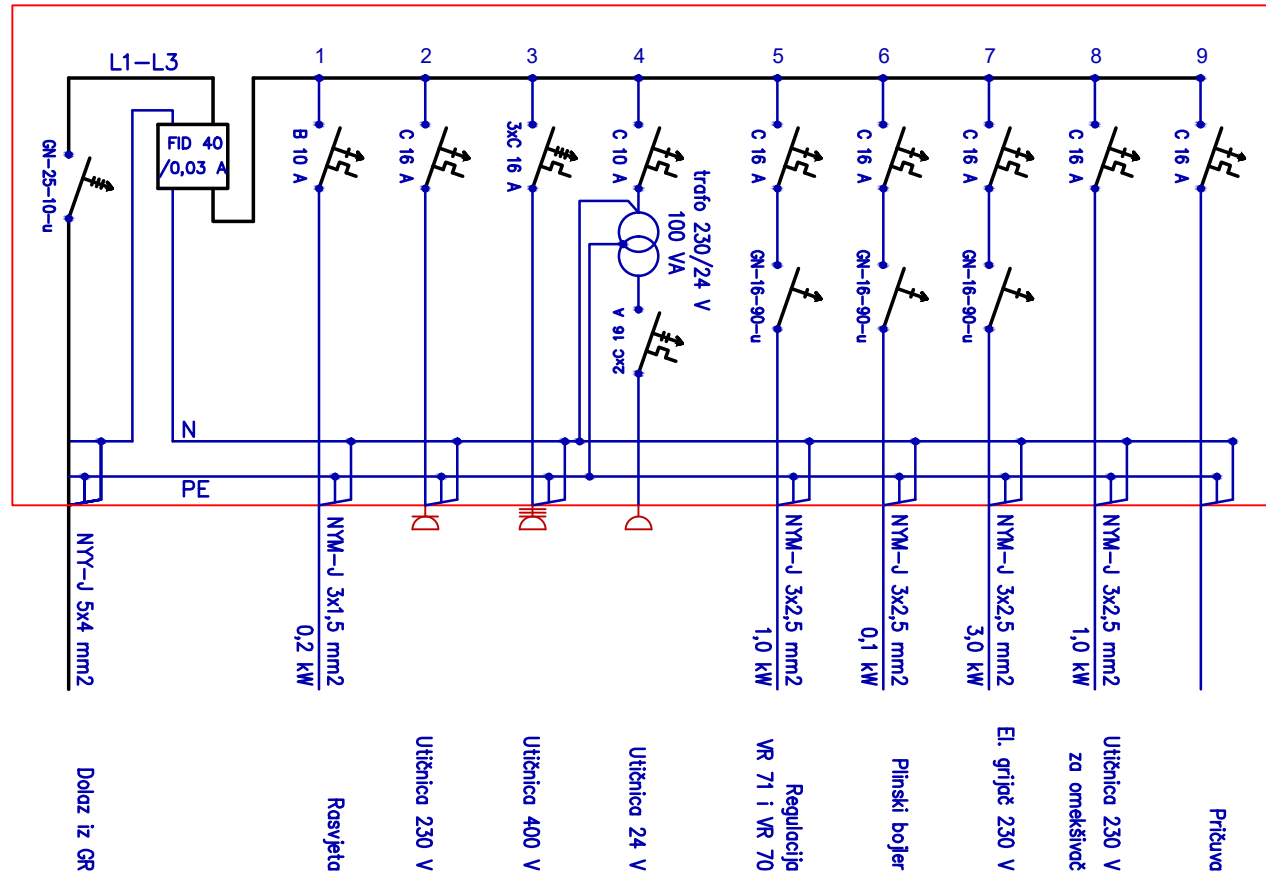 L1-L3
1
2
3
4
5
6
7
8
9
GN-25-10-u
FID 40
/0,03 A
B 10 A
C 16 A
3xC 16 A
C 10 A
C 16 A
C 16 A
C 16 A
C 16 A
C 16 A
trafo 230/24 V
100 VA
2xC 16 A
GN-16-90-u
GN-16-90-u
GN-16-90-u
N
PE
NYY-J 5x4 mm2
NYM-J 3x1,5 mm2
0,2 kW
NYM-J 3x2,5 mm2
1,0 kW
NYM-J 3x2,5 mm2
0,1 kW
NYM-J 3x2,5 mm2
3,0 kW
NYM-J 3x2,5 mm2
1,0 kW
Dolaz iz GR
Rasvjeta
Utičnica 230 V
Utičnica 400 V
Utičnica 24 V
Regulacija
VR 71 i VR 70
Plinski bojler
El. grijač 230 V
Utičnica 230 V
za omekšivač
Pričuva